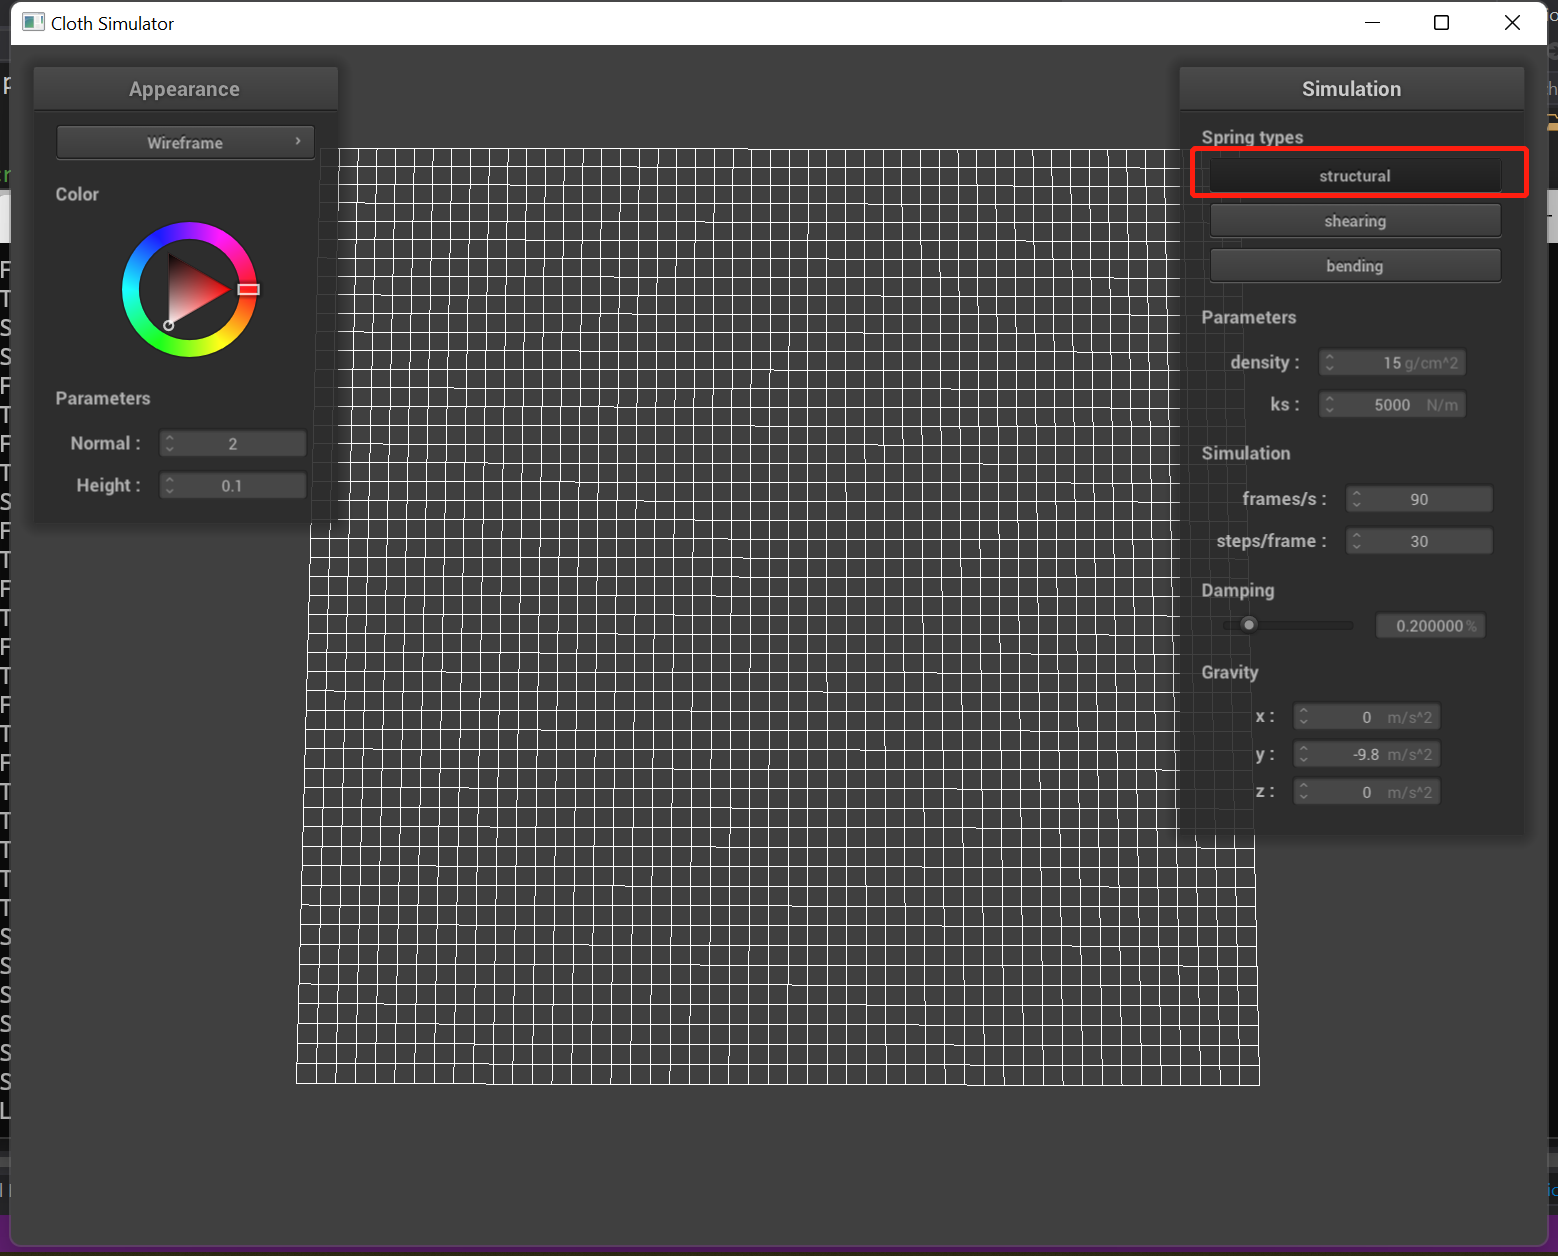 Cloth Simulator
Appearance
Wireframe
Color
Parameters
Normal : 2
Height : 0.1
Simulation
Spring types
structural
shearing
bending
Parameters
density : 15 g/cm^2
ks : 5000 N/m
Simulation
frames/s : 90
steps/frame : 30
Damping
0.200000 %
Gravity
x : 0 m/s^2
y : -9.8 m/s^2
z : 0 m/s^2